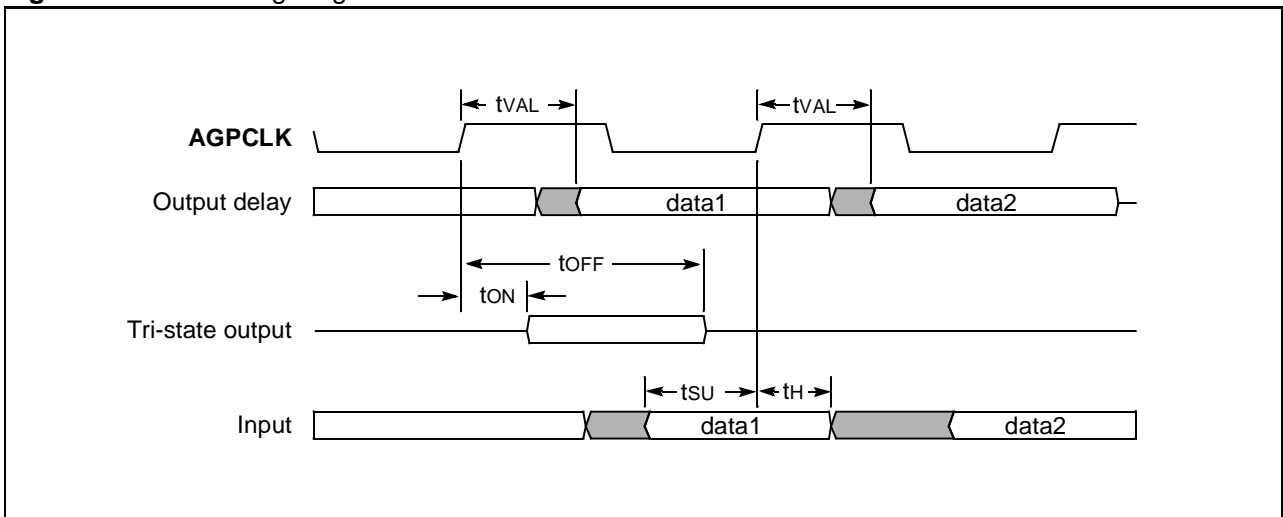 tVAL tVAL
AGPCLK
Output delay data1 data2
tOFF
tON
Tri-state output
tSU tH
Input data1 data2